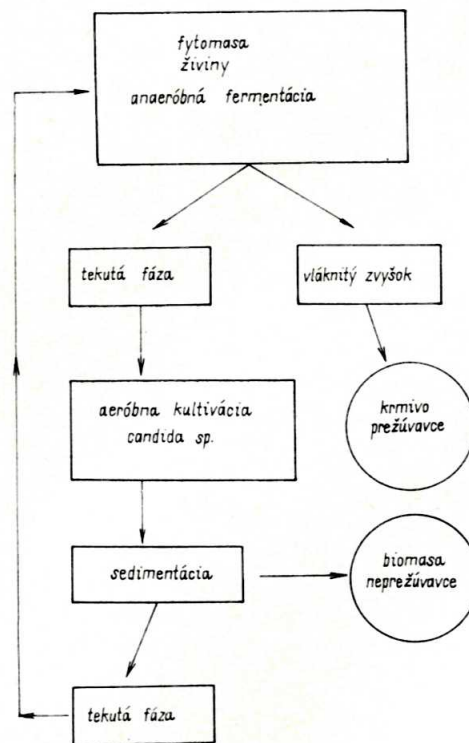 fytomasa
živiny
anaeróbná fermentácia
tekutá fáza
vláknitý zvyšok
aeróbna kultivácia
candida sp.
krmivo
prežúvavce
sedimentácia
biomasa
neprežúvavce
tekutá fáza